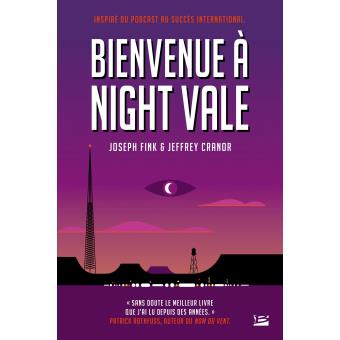 INSPIRÉ DU PODCAST AU SUCCÈS INTERNATIONAL.
BIENVENUE À
NIGHT VALE
JOSEPH FINK & JEFFREY CRANOR
« SANS DOUTE LE MEILLEUR LIVRE
QUE J'AI LU DEPUIS DES ANNÉES. »
PATRICK ROTHFUSS, AUTEUR DU NOM DU VENT.